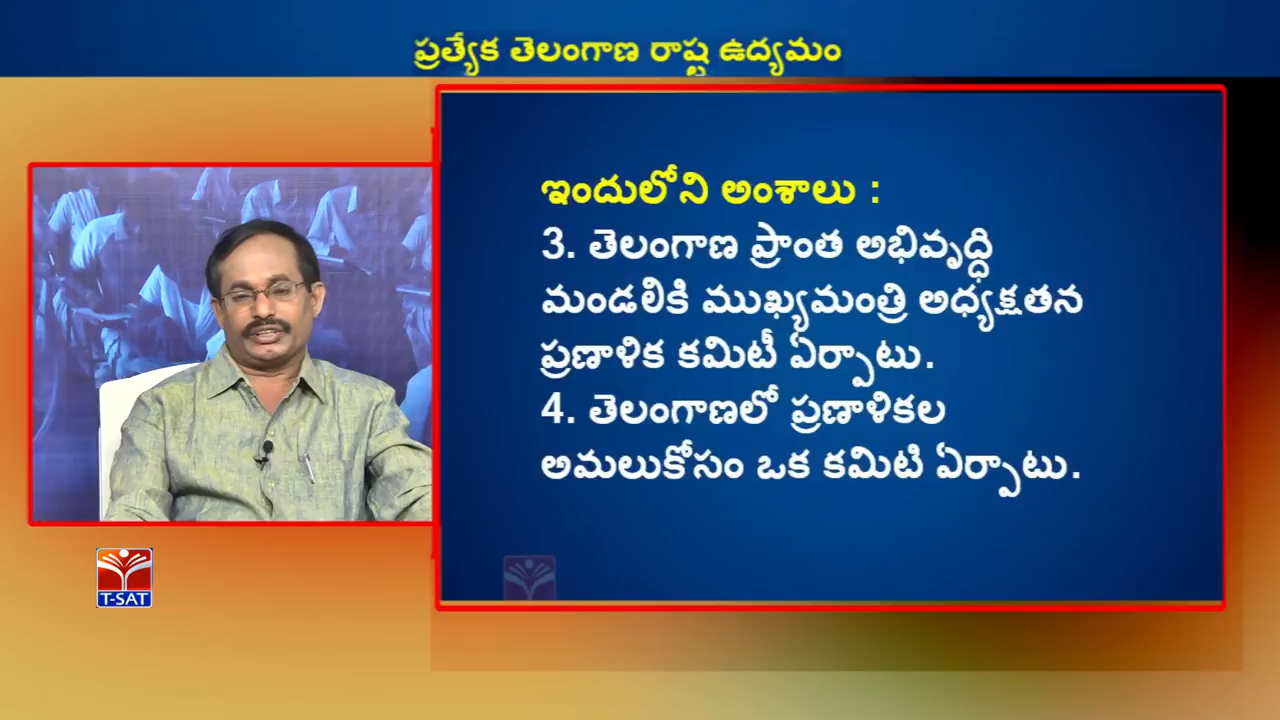 ప్రత్యేక తెలంగాణ రాష్ట ఉద్యమం
ఇందులోని అంశాలు :
3. తెలంగాణ ప్రాంత అభివృద్ధి
మండలికి ముఖ్యమంత్రి అధ్యక్షతన
ప్రణాళిక కమిటీ ఏర్పాటు.
4. తెలంగాణలో ప్రణాళికల
అమలుకోసం ఒక కమిటి ఏర్పాటు.
T-SAT